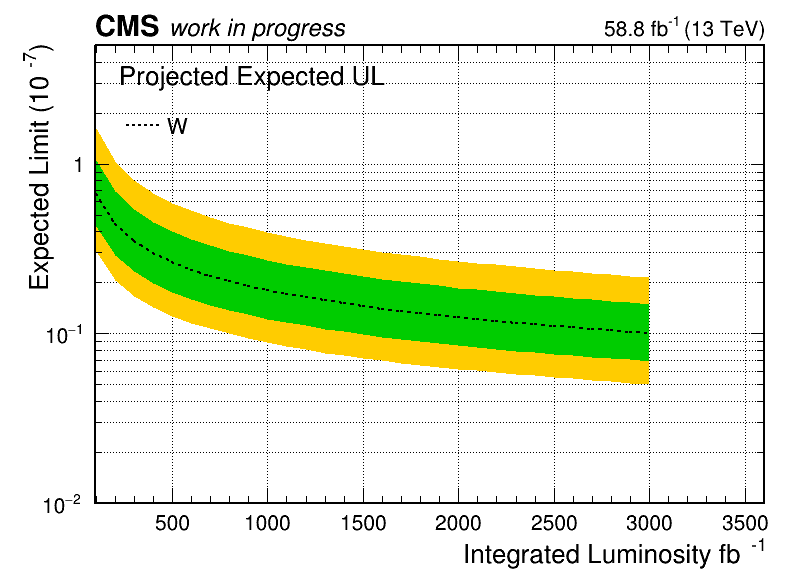 CMS work in progress 58.8 fb⁻¹ (13 TeV)
Expected Limit (10 ⁻⁷)
Projected Expected UL
W
1
10⁻¹
10⁻²
500 1000 1500 2000 2500 3000 3500
Integrated Luminosity fb ⁻¹